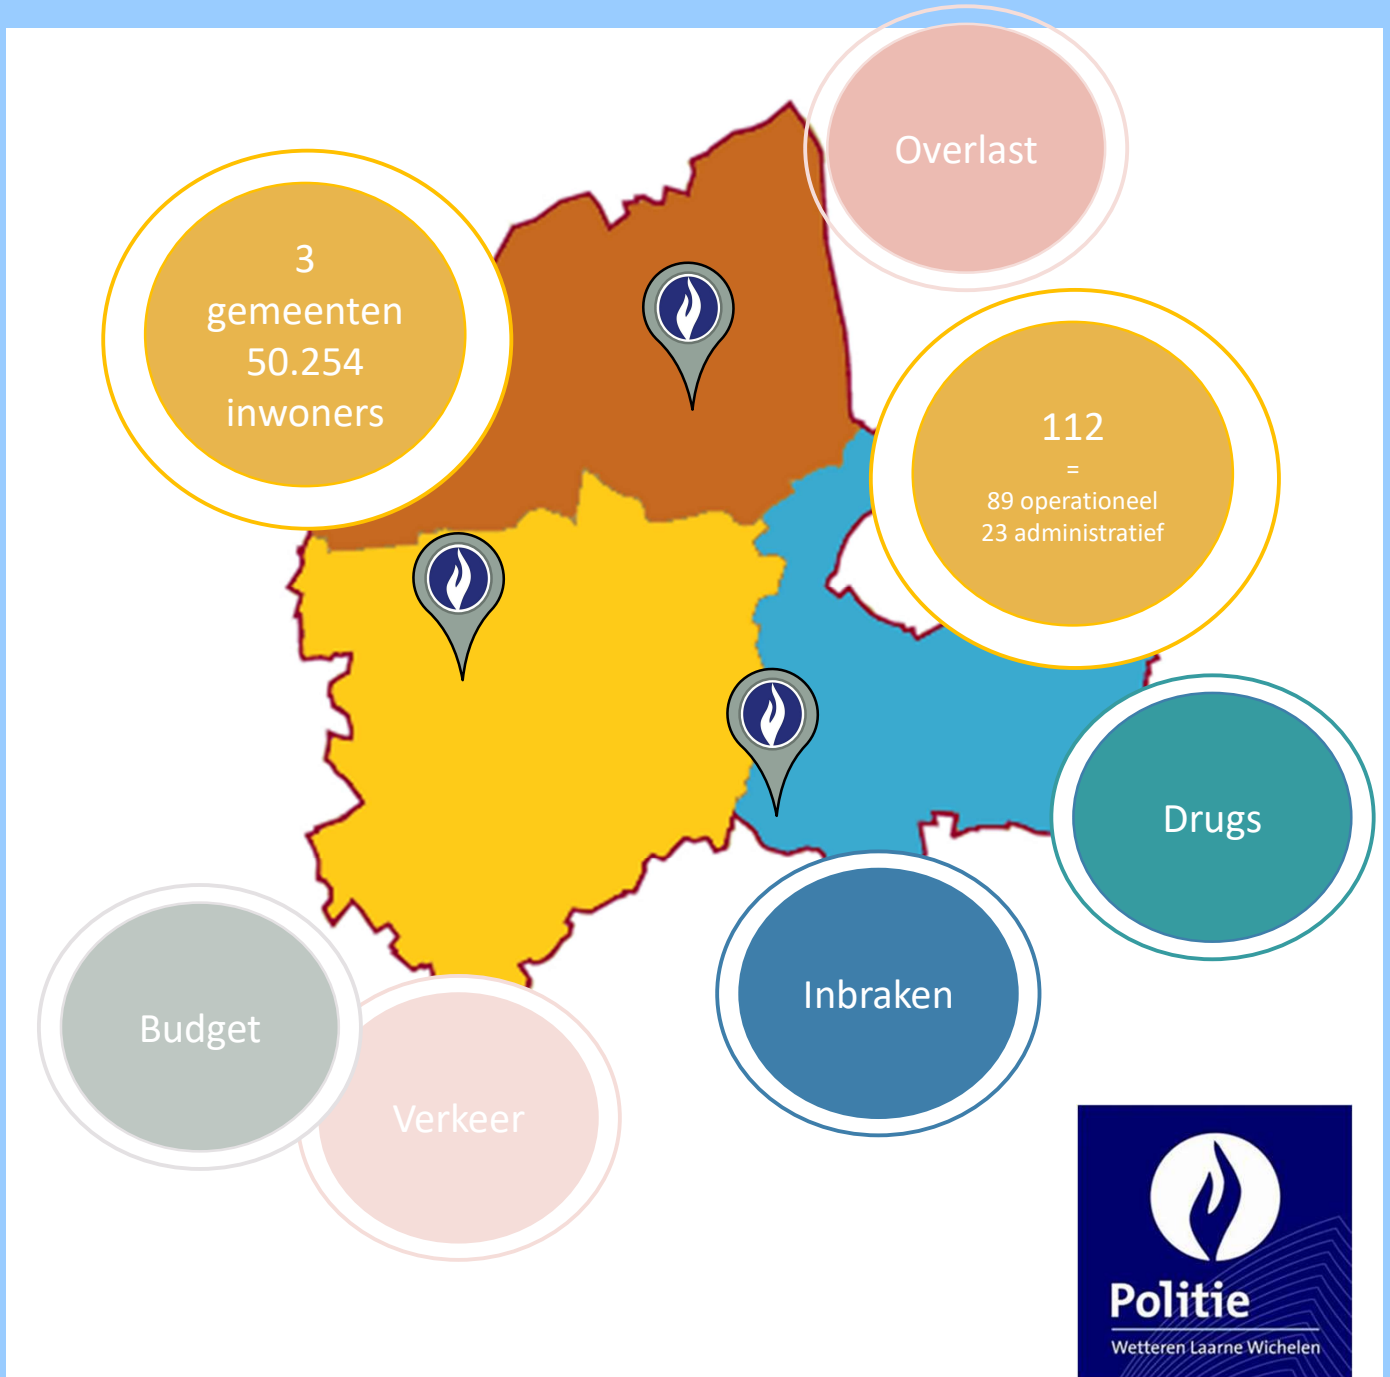 Overlast
3
gemeenten
50.254
inwoners
112
=
89 operationeel
23 administratief
Drugs
Inbraken
Budget
Verkeer
Politie
Wetteren Laarne Wichelen